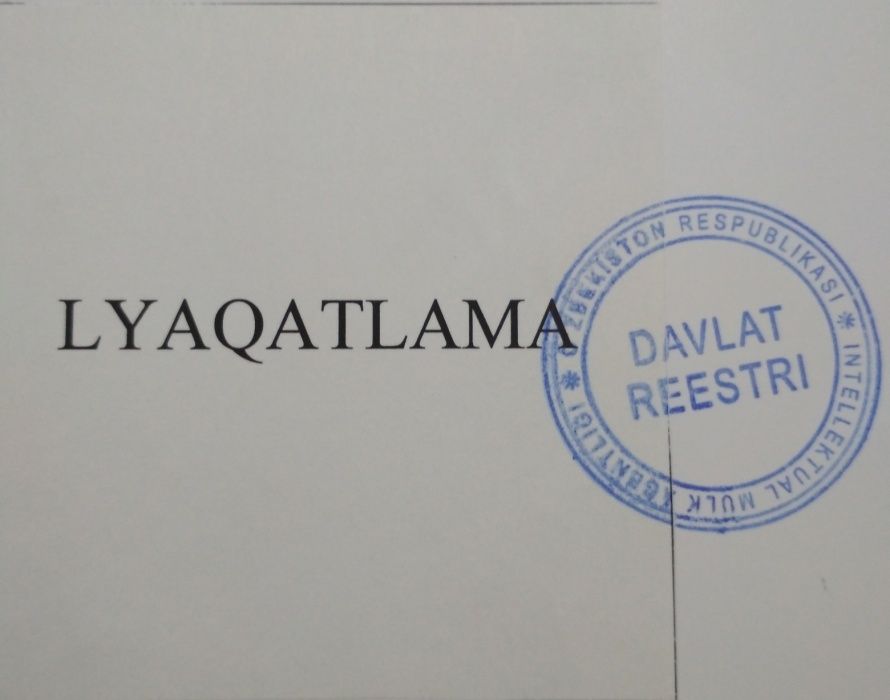 LYAQATLAMA
O'ZBEKISTON RESPUBLIKASI * INTELLEKTUAL MULK AGENTLIGI *
DAVLAT
REESTRI